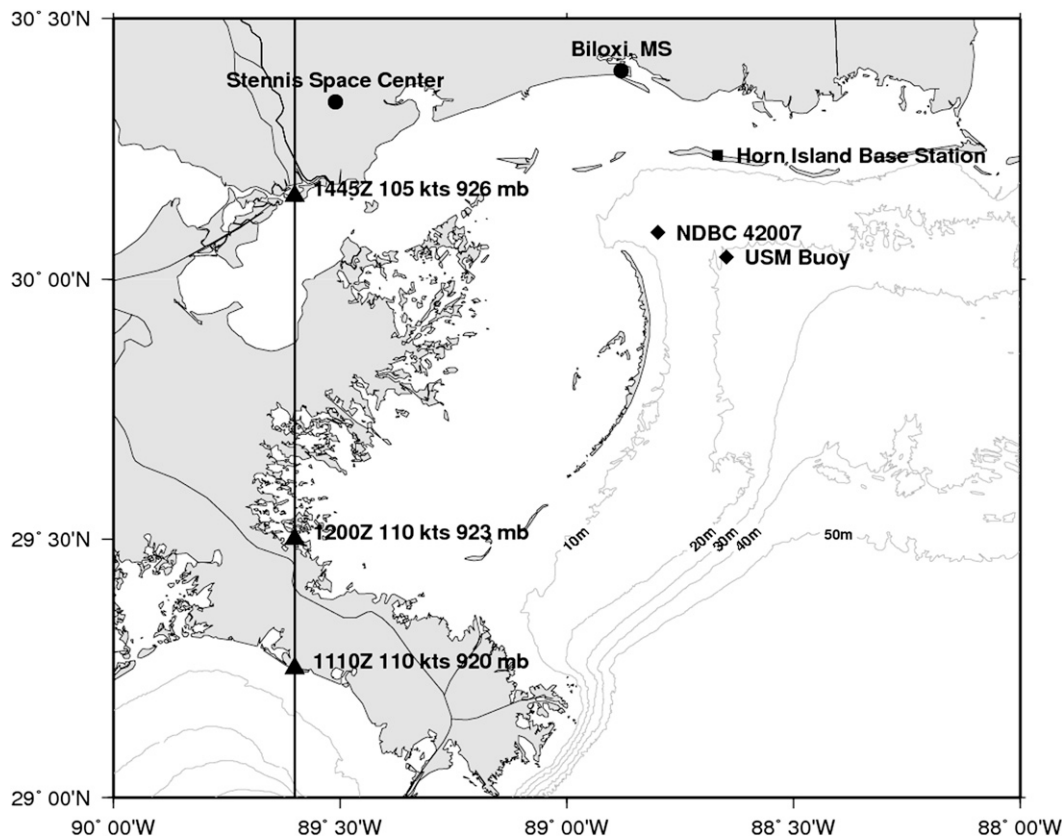 30° 30'N
Biloxi, MS
Stennis Space Center
Horn Island Base Station
1445Z 105 kts 926 mb
NDBC 42007
USM Buoy
30° 00'N
1200Z 110 kts 923 mb
29° 30'N
10m
20m
30m
40m
50m
1110Z 110 kts 920 mb
29° 00'N
90° 00'W
89° 30'W
89° 00'W
88° 30'W
88° 00'W